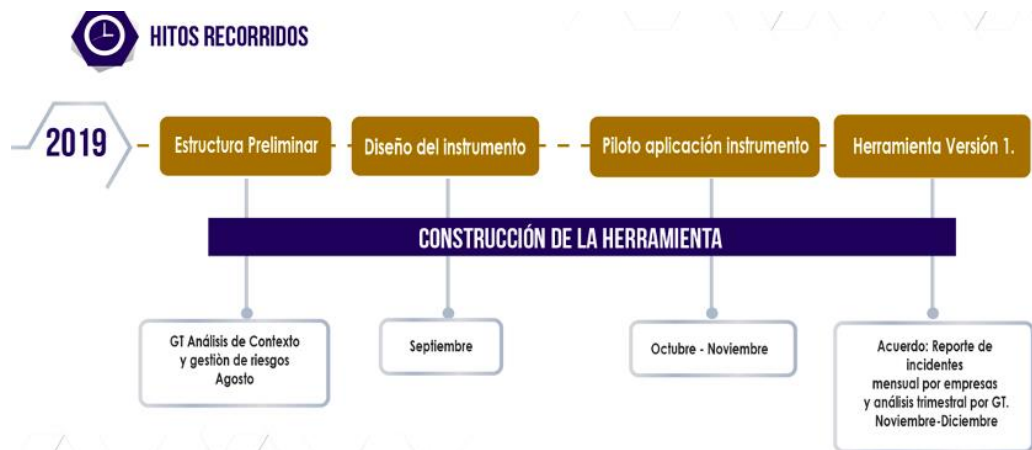 HITOS RECORRIDOS
2019
Estructura Preliminar
Diseño del instrumento
Piloto aplicación instrumento
Herramienta Versión 1.
CONSTRUCCIÓN DE LA HERRAMIENTA
GT Análisis de Contexto
y gestiòn de riesgos
Agosto
Septiembre
Octubre - Noviembre
Acuerdo: Reporte de
incidentes
mensual por empresas
y análisis trimestral por GT.
Noviembre-Diciembre